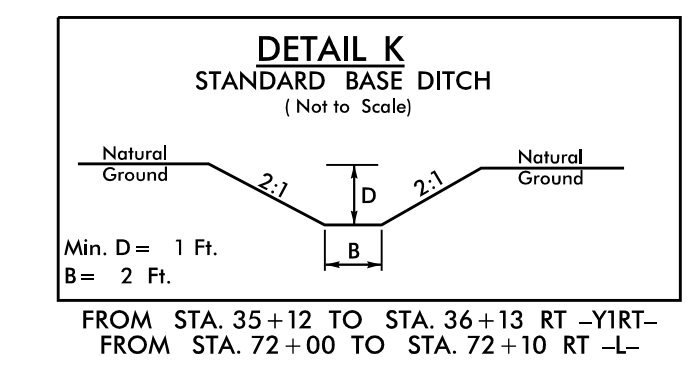 DETAIL K
STANDARD BASE DITCH
( Not to Scale)
Natural
Ground
2:1
D
2:1
Natural
Ground
B
Min. D = 1 Ft.
B = 2 Ft.
FROM STA. 35+12 TO STA. 36+13 RT -Y1RT-
FROM STA. 72+00 TO STA. 72+10 RT -L-